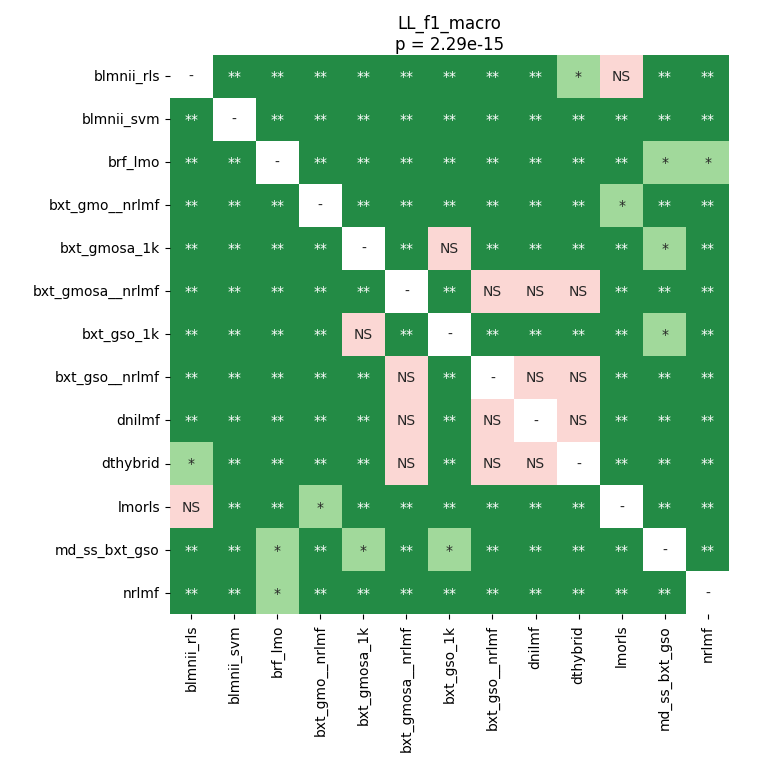 LL_f1_macro
p = 2.29e-15
blmnii_rls - ** ** ** ** ** ** ** ** * NS ** **
blmnii_svm ** - ** ** ** ** ** ** ** ** ** ** **
brf_lmo ** ** - ** ** ** ** ** ** ** ** * *
bxt_gmo__nrlmf ** ** ** - ** ** ** ** ** ** * ** **
bxt_gmosa_1k ** ** ** ** - ** NS ** ** ** ** * **
bxt_gmosa__nrlmf ** ** ** ** ** - ** NS NS NS ** ** **
bxt_gso_1k ** ** ** ** NS ** - ** ** ** ** * **
bxt_gso__nrlmf ** ** ** ** ** NS ** - NS NS ** ** **
dnilmf ** ** ** ** ** NS ** NS - NS ** ** **
dthybrid * ** ** ** ** NS ** NS NS - ** ** **
lmorls NS ** ** * ** ** ** ** ** ** - ** **
md_ss_bxt_gso ** ** * ** * ** * ** ** ** ** - **
nrlmf ** ** * ** ** ** ** ** ** ** ** ** -
blmnii_rls
blmnii_svm
brf_lmo
bxt_gmo__nrlmf
bxt_gmosa_1k
bxt_gmosa__nrlmf
bxt_gso_1k
bxt_gso__nrlmf
dnilmf
dthybrid
lmorls
md_ss_bxt_gso
nrlmf